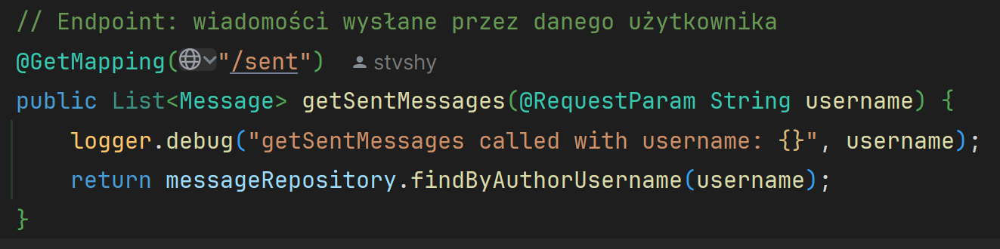 // Endpoint: wiadomości wysłane przez danego użytkownika
@GetMapping("/sent") stvshy
public List<Message> getSentMessages(@RequestParam String username) {
logger.debug("getSentMessages called with username: {}", username);
return messageRepository.findByAuthorUsername(username);
}